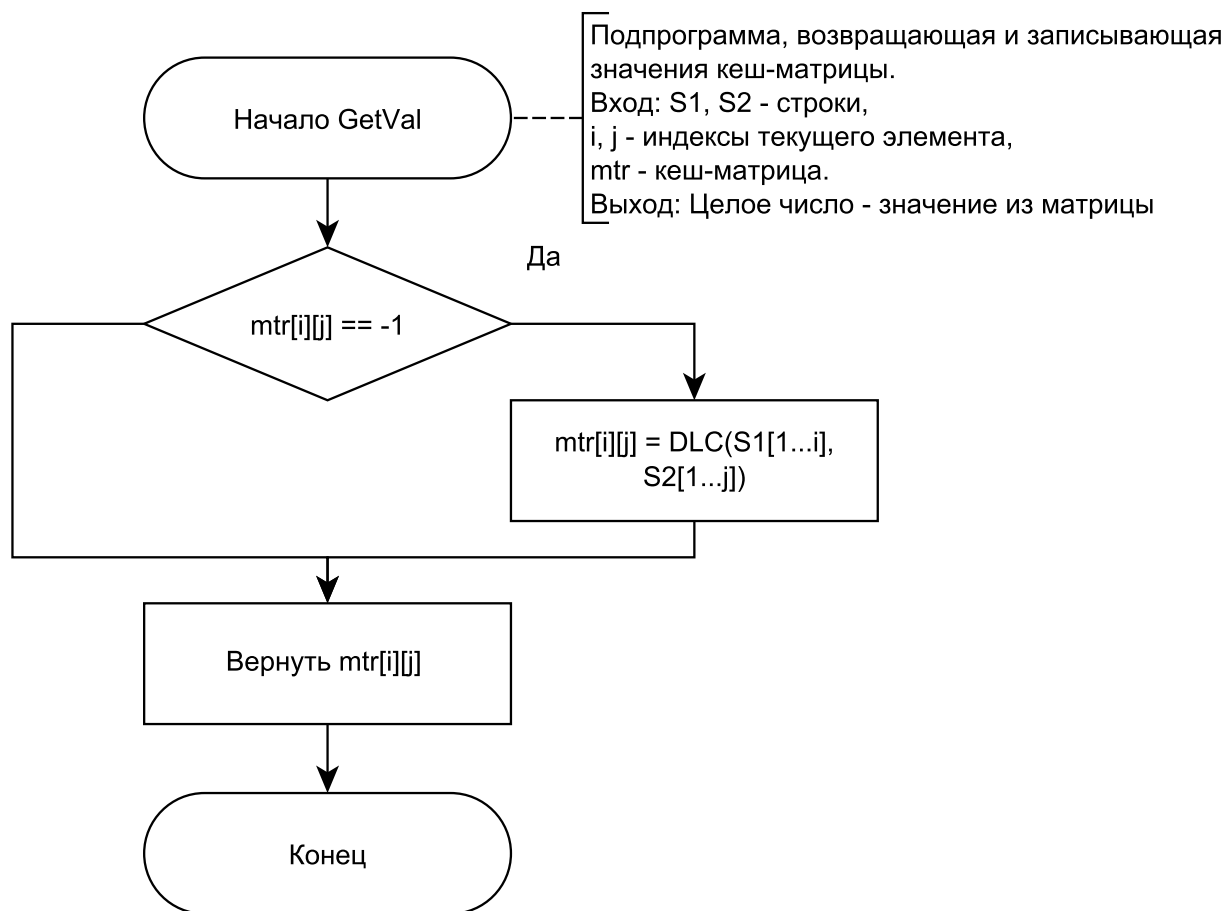 Подпрограмма, возвращающая и записывающая
значения кеш-матрицы.
Вход: S1, S2 - строки,
i, j - индексы текущего элемента,
mtr - кеш-матрица.
Выход: Целое число - значение из матрицы
Начало GetVal
Да
mtr[i][j] == -1
mtr[i][j] = DLC(S1[1...i],
S2[1...j])
Вернуть mtr[i][j]
Конец